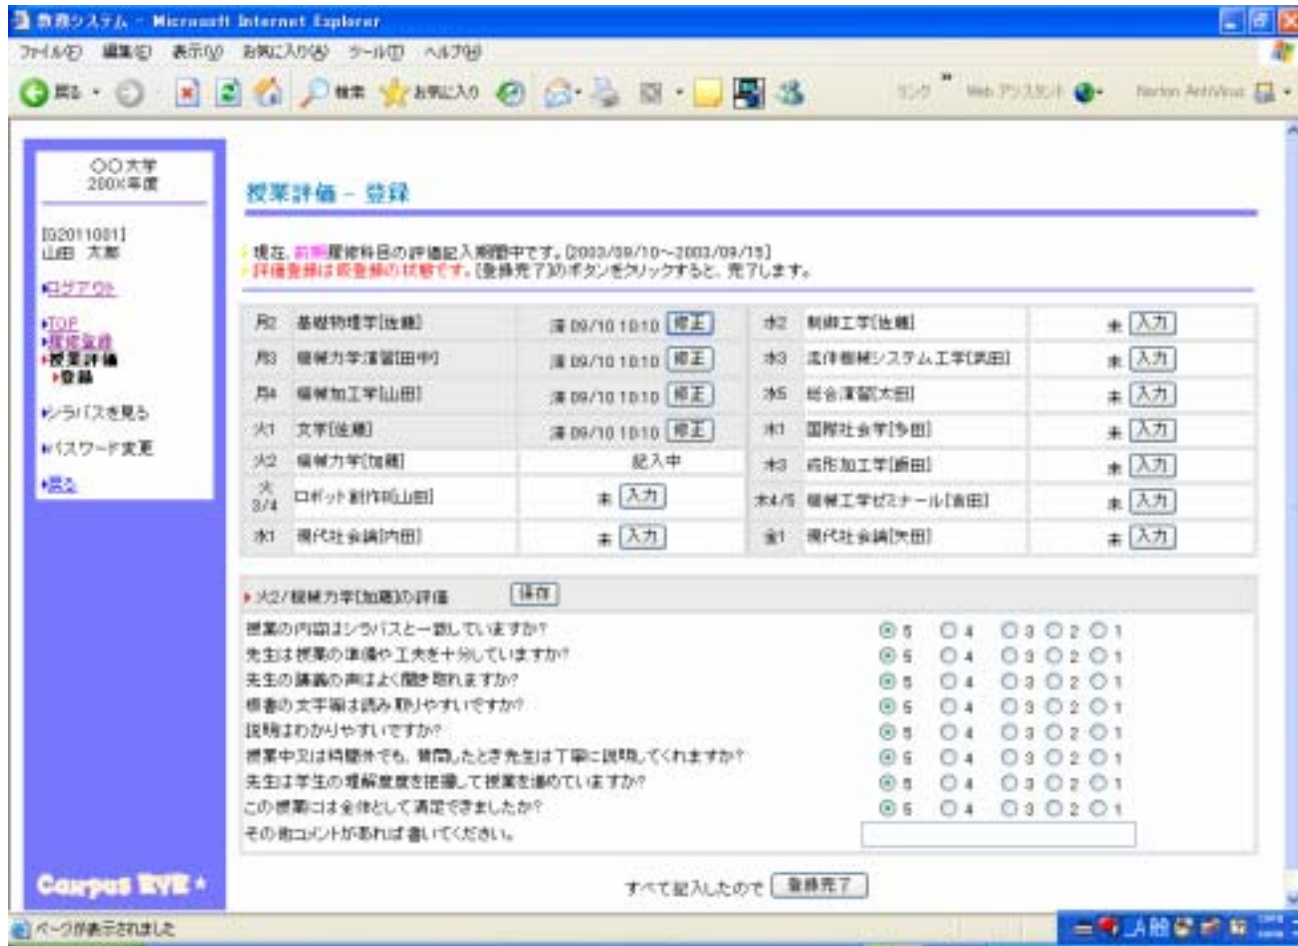 教務システム - Microsoft Internet Explorer
ファイル(F) 編集(E) 表示(V) お気に入り(A) ツール(T) ヘルプ(H)
戻る 検索 お気に入り リンク » Web アシスタント Norton AntiVirus
〇〇大学
200X年度
[G2011001]
山田 太郎
ログアウト
TOP
履修登録
授業評価
登録
シラバスを見る
パスワード変更
戻る
Campus EYE
授業評価 - 登録
現在、前期履修科目の評価記入期間中です。[2003/09/10～2003/09/15]
評価登録は仮登録の状態です。[登録完了]のボタンをクリックすると、完了します。
月2 基礎物理学[佐藤] 済 09/10 10:10 修正 水2 制御工学[佐藤] 未 入力
月3 機械力学演習[田中] 済 09/10 10:10 修正 水3 流体機械システム工学[武田] 未 入力
月4 機械加工学[山田] 済 09/10 10:10 修正 水5 総合演習[太田] 未 入力
火1 文学[佐藤] 済 09/10 10:10 修正 木1 国際社会学[多田] 未 入力
火2 機械力学[加藤] 記入中 木3 成形加工学[飯田] 未 入力
火3/4 ロボット創作B[山田] 未 入力 木4/5 機械工学ゼミナール[吉田] 未 入力
水1 現代社会論[内田] 未 入力 金1 現代社会論[矢田] 未 入力
火2/機械力学[加藤]の評価 保存
授業の内容はシラバスと一致していますか? 5 4 3 2 1
先生は授業の準備や工夫を十分していますか? 5 4 3 2 1
先生の講義の声はよく聞き取れますか? 5 4 3 2 1
板書の文字等は読み取りやすいですか? 5 4 3 2 1
説明はわかりやすいですか? 5 4 3 2 1
授業中又は時間外でも、質問したとき先生は丁寧に説明してくれますか? 5 4 3 2 1
先生は学生の理解度度を把握して授業を進めていますか? 5 4 3 2 1
この授業には全体として満足できましたか? 5 4 3 2 1
その他コメントがあれば書いてください。
すべて記入したので 登録完了
ページが表示されました
A 般